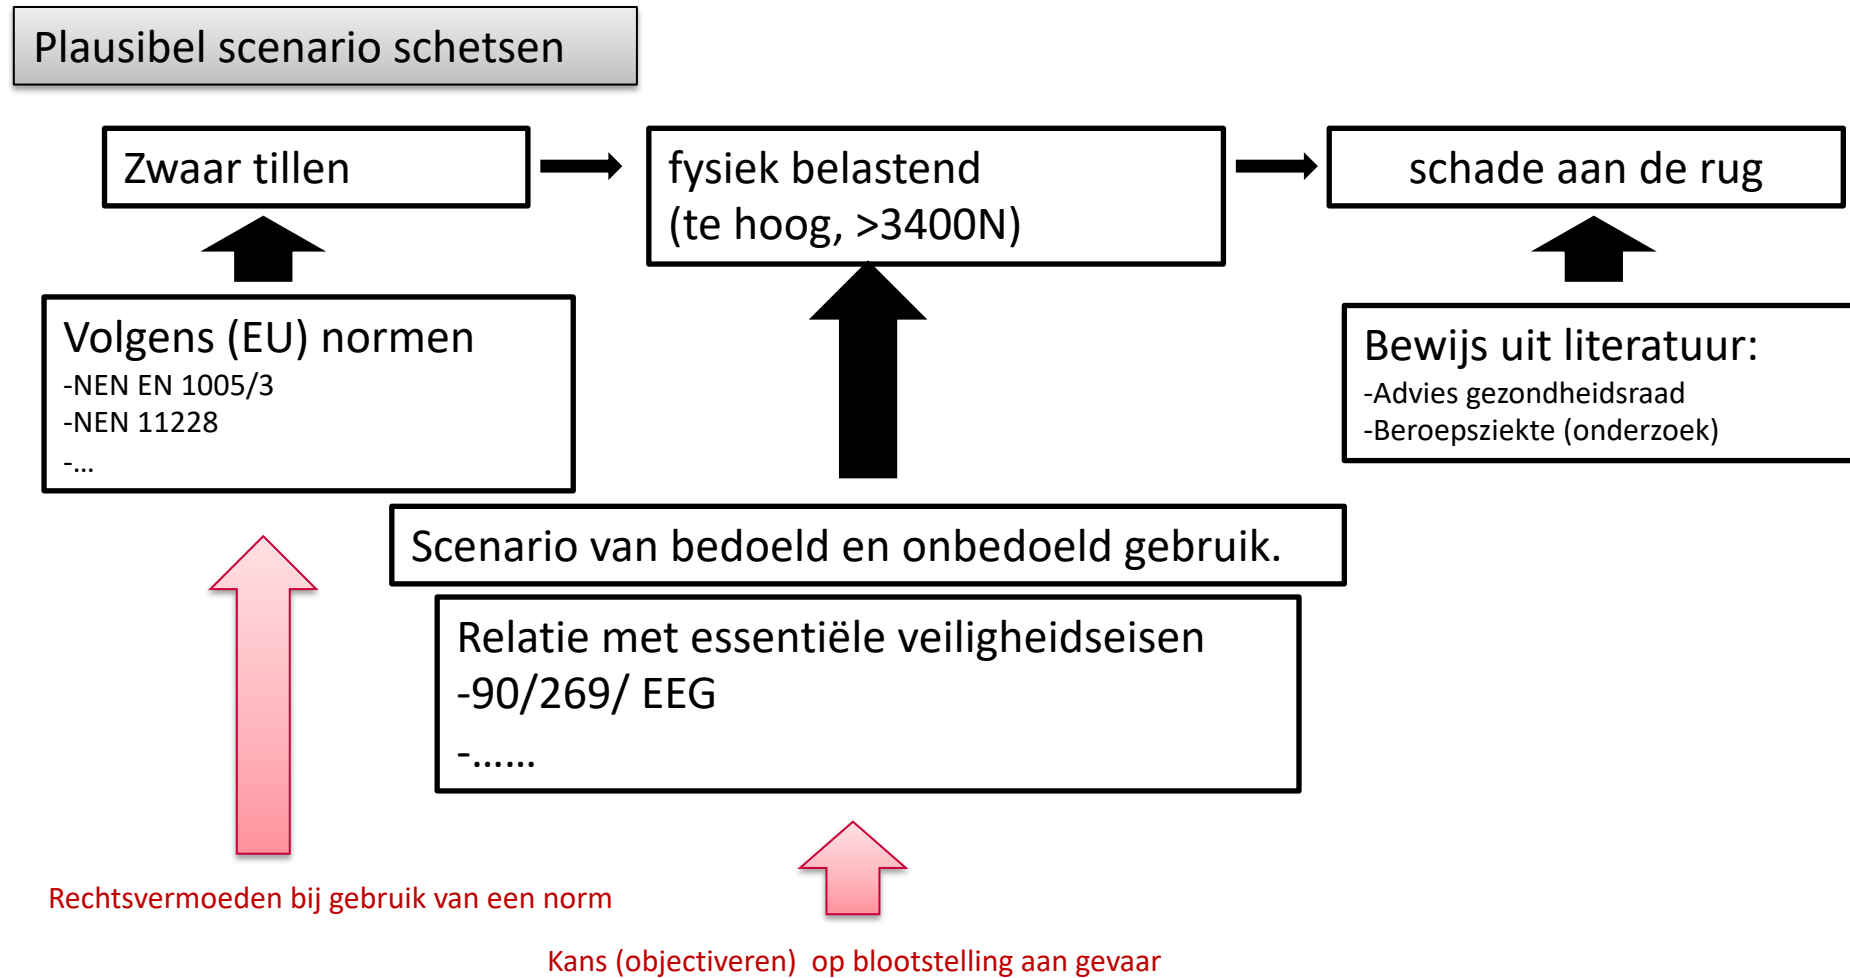 Plausibel scenario schetsen
Zwaar tillen
fysiek belastend
(te hoog, >3400N)
schade aan de rug
Volgens (EU) normen
-NEN EN 1005/3
-NEN 11228
-...
Bewijs uit literatuur:
-Advies gezondheidsraad
-Beroepsziekte (onderzoek)
Scenario van bedoeld en onbedoeld gebruik.
Relatie met essentiële veiligheidseisen
-90/269/ EEG
-......
Rechtsvermoeden bij gebruik van een norm
Kans (objectiveren)  op blootstelling aan gevaar